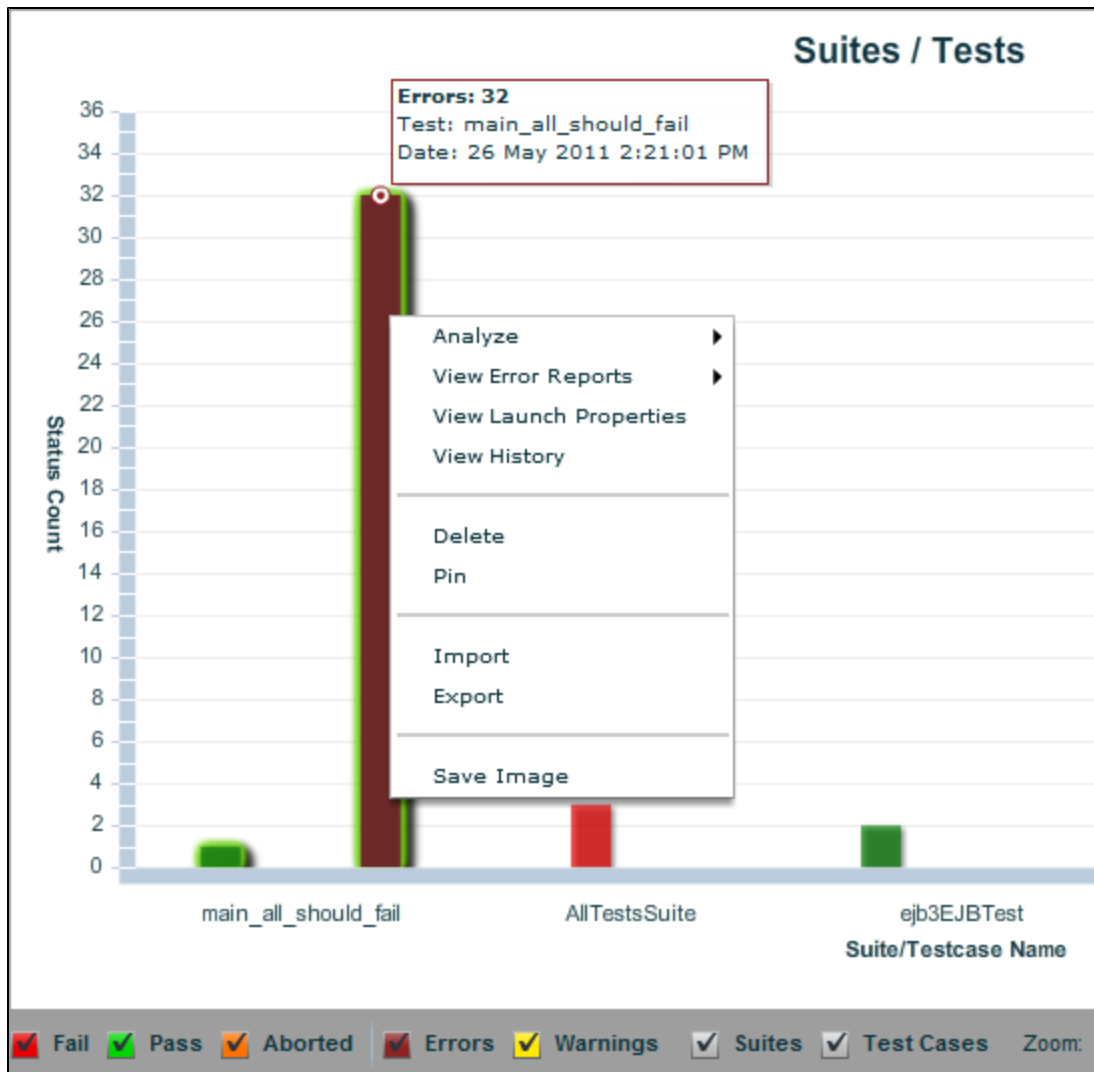 Suites / Tests
Errors: 32
Test: main_all_should_fail
Date: 26 May 2011 2:21:01 PM
36
34
32
30
28
26
24
22
20
18
16
14
12
10
8
6
4
2
0
Status Count
Analyze
View Error Reports
View Launch Properties
View History
Delete
Pin
Import
Export
Save Image
main_all_should_fail
AllTestsSuite
ejb3EJBTest
Suite/Testcase Name
Fail Pass Aborted Errors Warnings Suites Test Cases Zoom: